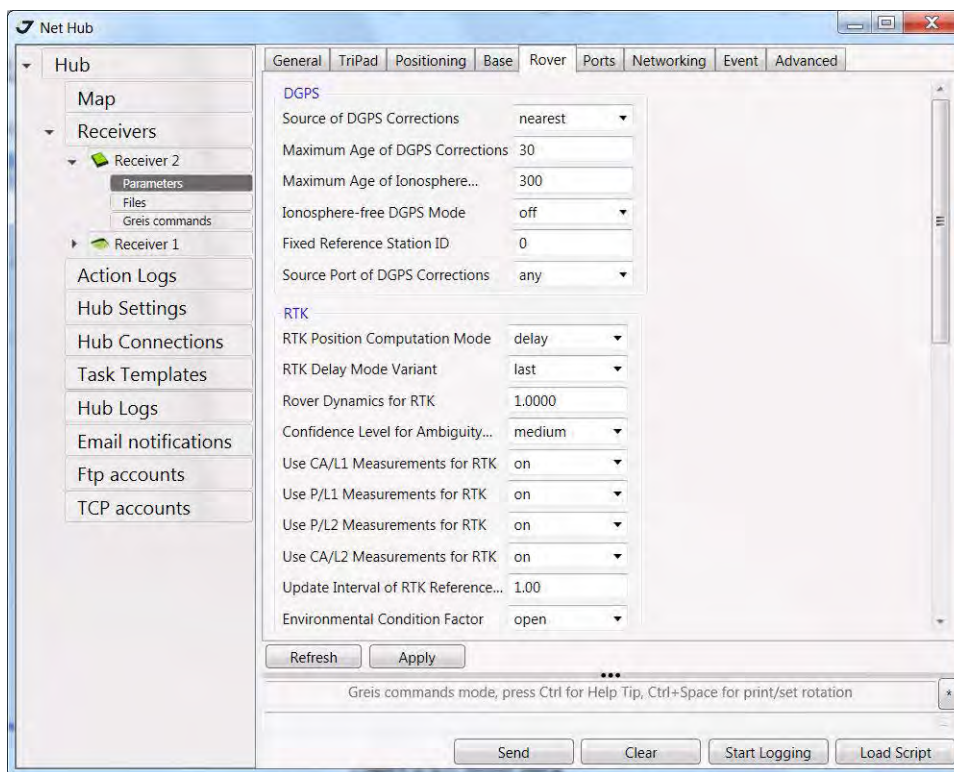 Net Hub
Hub
Map
Receivers
Receiver 2
Parameters
Files
Greis commands
Receiver 1
Action Logs
Hub Settings
Hub Connections
Task Templates
Hub Logs
Email notifications
Ftp accounts
TCP accounts
General TriPad Positioning Base Rover Ports Networking Event Advanced
DGPS
Source of DGPS Corrections nearest
Maximum Age of DGPS Corrections 30
Maximum Age of Ionosphere... 300
Ionosphere-free DGPS Mode off
Fixed Reference Station ID 0
Source Port of DGPS Corrections any
RTK
RTK Position Computation Mode delay
RTK Delay Mode Variant last
Rover Dynamics for RTK 1.0000
Confidence Level for Ambiguity... medium
Use CA/L1 Measurements for RTK on
Use P/L1 Measurements for RTK on
Use P/L2 Measurements for RTK on
Use CA/L2 Measurements for RTK on
Update Interval of RTK Reference... 1.00
Environmental Condition Factor open
Refresh Apply
Greis commands mode, press Ctrl for Help Tip, Ctrl+Space for print/set rotation *
Send Clear Start Logging Load Script